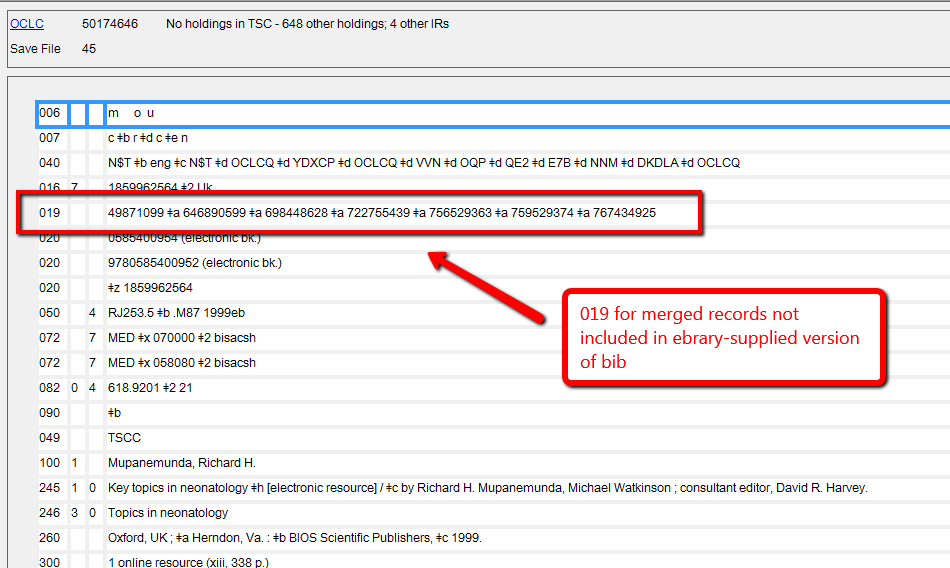 OCLC 50174646 No holdings in TSC - 648 other holdings; 4 other IRs
Save File 45
006 m o u
007 c ǂb r ǂd c ǂe n
040 N$T ǂb eng ǂc N$T ǂd OCLCQ ǂd YDXCP ǂd OCLCQ ǂd VVN ǂd OQP ǂd QE2 ǂd E7B ǂd NNM ǂd DKDLA ǂd OCLCQ
016 7 1859962564 ǂ2 Uk
019 49871099 ǂa 646890599 ǂa 698448628 ǂa 722755439 ǂa 756529363 ǂa 759529374 ǂa 767434925
020 0585400954 (electronic bk.)
020 9780585400952 (electronic bk.)
020 ǂz 1859962564
050 4 RJ253.5 ǂb .M87 1999eb
072 7 MED ǂx 070000 ǂ2 bisacsh
072 7 MED ǂx 058080 ǂ2 bisacsh
082 0 4 618.9201 ǂ2 21
090 ǂb
049 TSCC
100 1 Mupanemunda, Richard H.
245 1 0 Key topics in neonatology ǂh [electronic resource] / ǂc by Richard H. Mupanemunda, Michael Watkinson ; consultant editor, David R. Harvey.
246 3 0 Topics in neonatology
260 Oxford, UK ; ǂa Herndon, Va. : ǂb BIOS Scientific Publishers, ǂc 1999.
300 1 online resource (xiii, 338 p.)
019 for merged records not
included in ebrary-supplied version
of bib